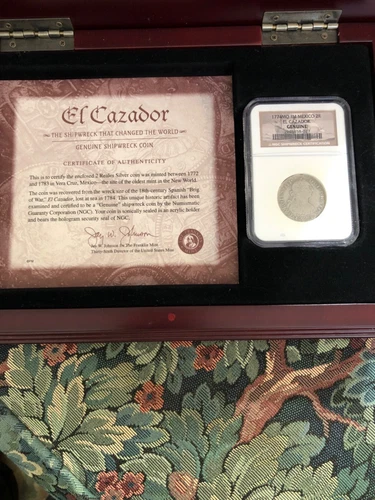 El Cazador
THE SHIPWRECK THAT CHANGED THE WORLD
GENUINE SHIPWRECK COIN
CERTIFICATE OF AUTHENTICITY
This is to certify the enclosed 2 Reales Silver coin was minted between 1772
and 1783 in Vera Cruz, Mexico—the site of the oldest mint in the New World.
The coin was recovered from the wreck site of the 18th-century Spanish "Brig
of War," El Cazador, lost at sea in 1784. This unique historic artifact has been
examined and certified to be a "Genuine" shipwreck coin by the Numismatic
Guaranty Corporation (NGC). Your coin is sonically sealed in an acrylic holder
and bears the hologram security seal of NGC.
Jay W. Johnson
Jay W. Johnson for The Franklin Mint
Thirty-Sixth Director of the United States Mint
MEXICO 2R
EL CAZADOR
GENUINE